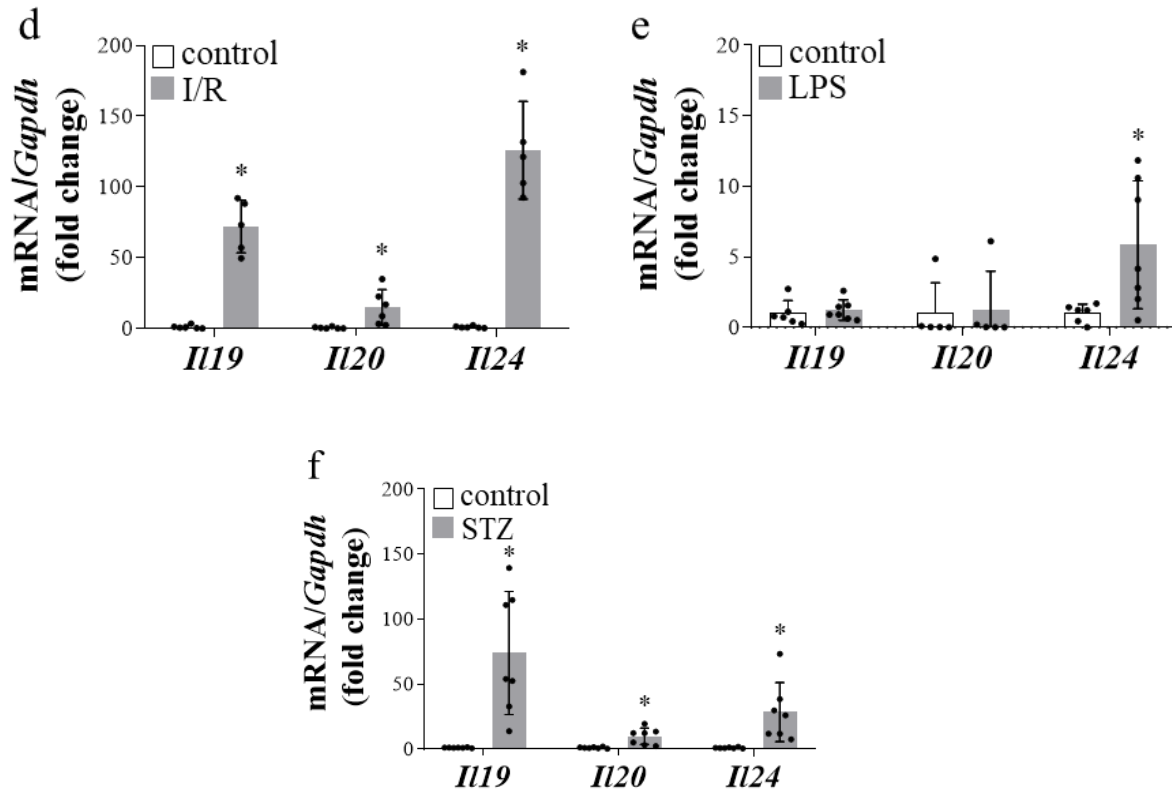 d
200
control
I/R
*
150
mRNA/Gapdh
(fold change)
100
*
50
*
0
Il19 Il20 Il24
e
20
control
LPS
15
*
mRNA/Gapdh
(fold change)
10
5
0
Il19 Il20 Il24
f
200
control
STZ
*
150
mRNA/Gapdh
(fold change)
100
*
50
*
0
Il19 Il20 Il24